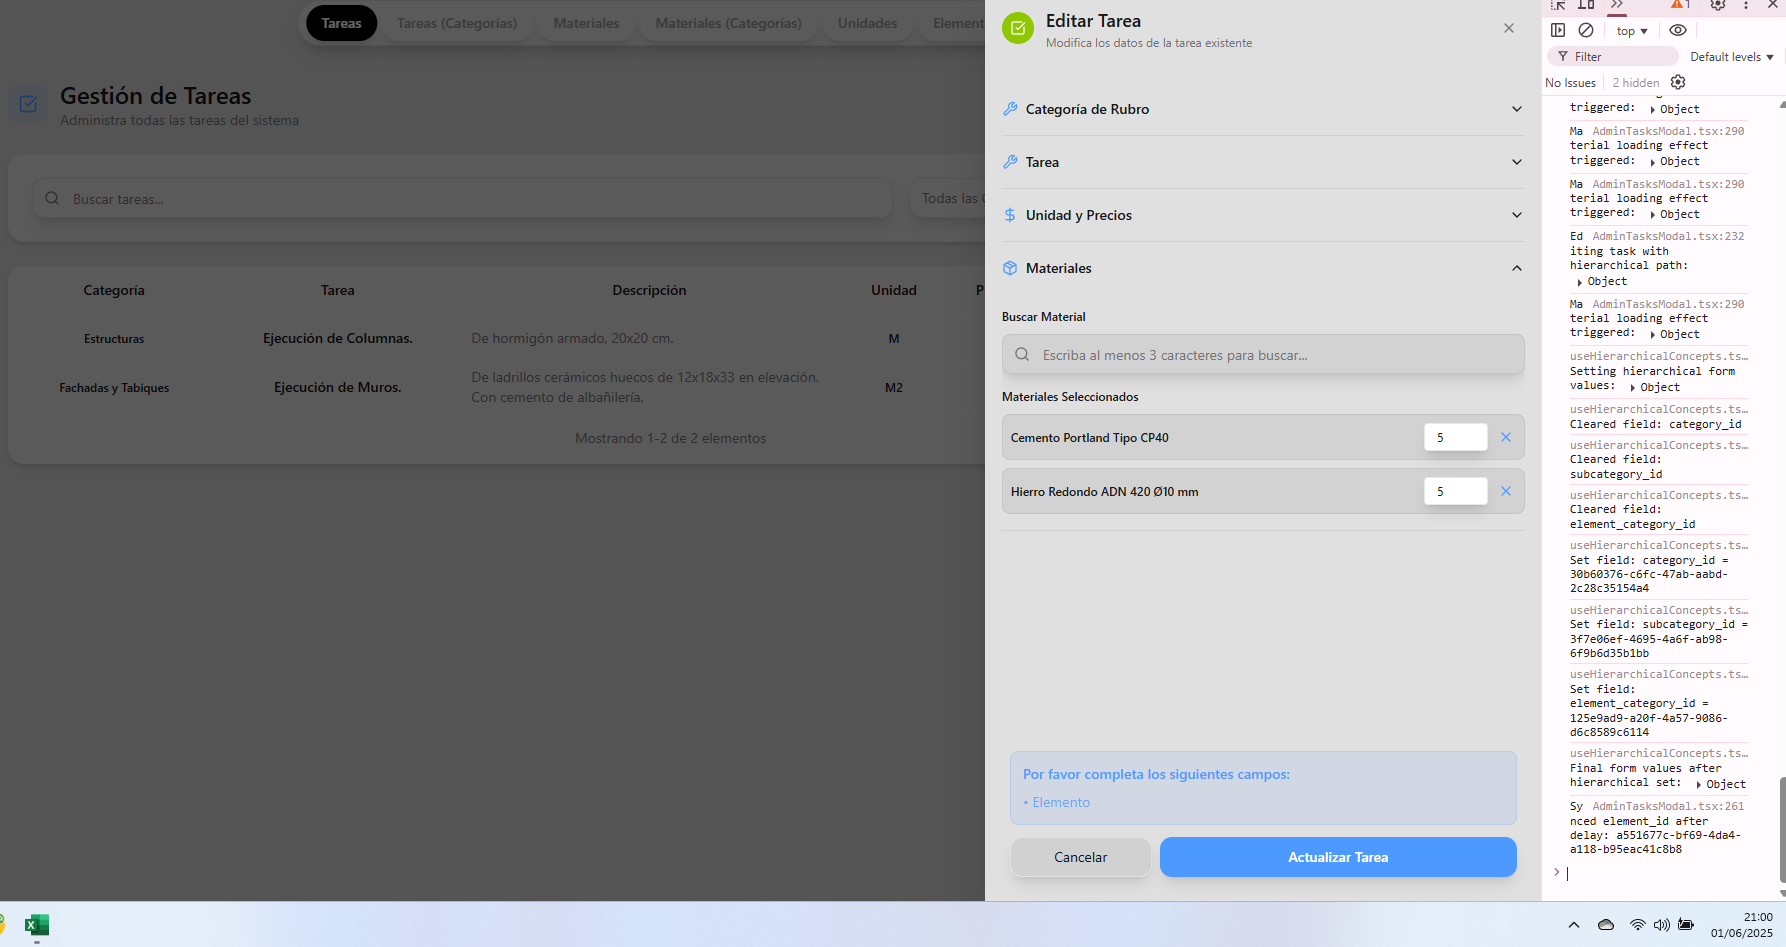 Tareas
Tareas (Categorías)
Materiales
Materiales (Categorías)
Unidades
Element
Gestión de Tareas
Administra todas las tareas del sistema
Buscar tareas...
Todas las
Categoría
Tarea
Descripción
Unidad
P
Estructuras
Ejecución de Columnas.
De hormigón armado, 20x20 cm.
M
Fachadas y Tabiques
Ejecución de Muros.
De ladrillos cerámicos huecos de 12x18x33 en elevación.
Con cemento de albañilería.
M2
Mostrando 1-2 de 2 elementos
Editar Tarea
Modifica los datos de la tarea existente
Categoría de Rubro
Tarea
Unidad y Precios
Materiales
Buscar Material
Escriba al menos 3 caracteres para buscar...
Materiales Seleccionados
Cemento Portland Tipo CP40
5
Hierro Redondo ADN 420 Ø10 mm
5
Por favor completa los siguientes campos:
• Elemento
Cancelar
Actualizar Tarea
1
top
Filter
Default levels
No Issues
2 hidden
triggered: Object
Ma AdminTasksModal.tsx:290
terial loading effect
triggered: Object
Ma AdminTasksModal.tsx:290
terial loading effect
triggered: Object
Ed AdminTasksModal.tsx:232
iting task with
hierarchical path:
Object
Ma AdminTasksModal.tsx:290
terial loading effect
triggered: Object
useHierarchicalConcepts.ts…
Setting hierarchical form
values: Object
useHierarchicalConcepts.ts…
Cleared field: category_id
useHierarchicalConcepts.ts…
Cleared field:
subcategory_id
useHierarchicalConcepts.ts…
Cleared field:
element_category_id
useHierarchicalConcepts.ts…
Set field: category_id =
30b60376-c6fc-47ab-aabd-
2c28c35154a4
useHierarchicalConcepts.ts…
Set field: subcategory_id =
3f7e06ef-4695-4a6f-ab98-
6f9b6d35b1bb
useHierarchicalConcepts.ts…
Set field:
element_category_id =
125e9ad9-a20f-4a57-9086-
d6c8589c6114
useHierarchicalConcepts.ts…
Final form values after
hierarchical set: Object
Sy AdminTasksModal.tsx:261
nced element_id after
delay: a551677c-bf69-4da4-
a118-b95eac41c8b8
21:00
01/06/2025